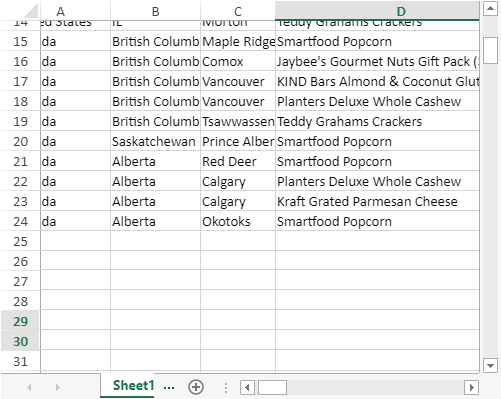 A B C D
14 ed States IL Morton Teddy Grahams Crackers
15 da British Columb Maple Ridge Smartfood Popcorn
16 da British Columb Comox Jaybee's Gourmet Nuts Gift Pack (
17 da British Columb Vancouver KIND Bars Almond & Coconut Glut
18 da British Columb Vancouver Planters Deluxe Whole Cashew
19 da British Columb Tsawwassen Teddy Grahams Crackers
20 da Saskatchewan Prince Alber Smartfood Popcorn
21 da Alberta Red Deer Smartfood Popcorn
22 da Alberta Calgary Planters Deluxe Whole Cashew
23 da Alberta Calgary Kraft Grated Parmesan Cheese
24 da Alberta Okotoks Smartfood Popcorn
25
26
27
28
29
30
31
Sheet1 ...